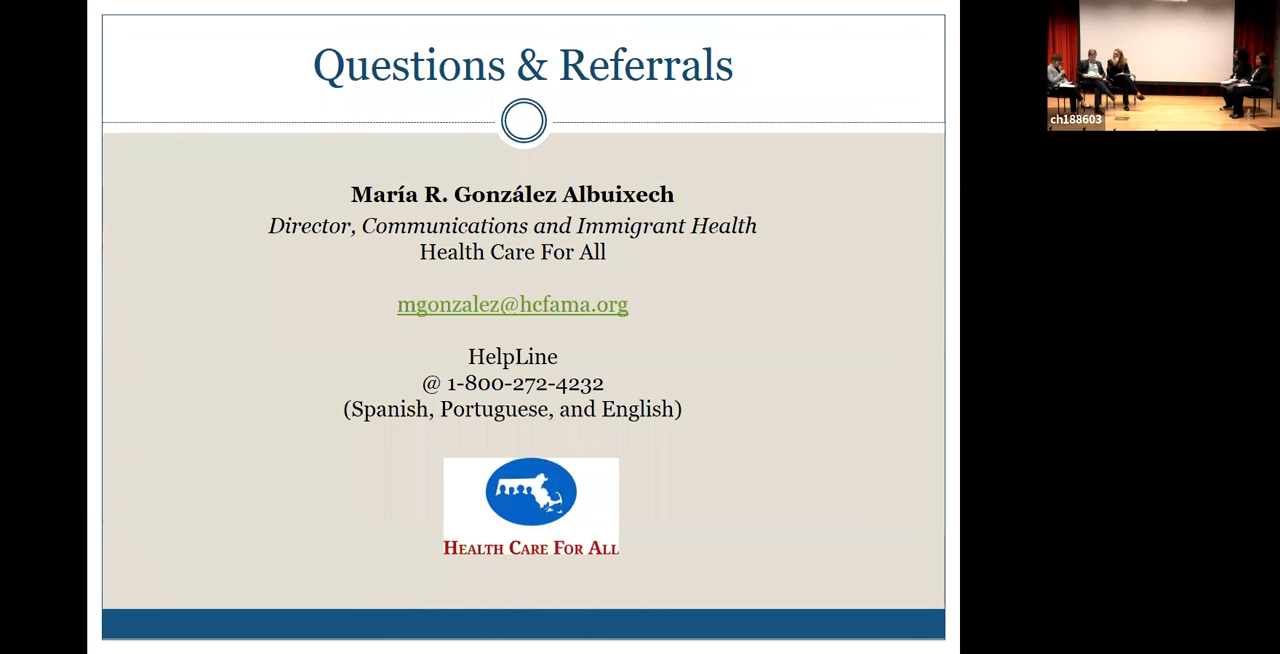 Questions & Referrals
María R. González Albuixech
Director, Communications and Immigrant Health
Health Care For All
mgonzalez@hcfama.org
HelpLine
@ 1-800-272-4232
(Spanish, Portuguese, and English)
HEALTH CARE FOR ALL
ch188603